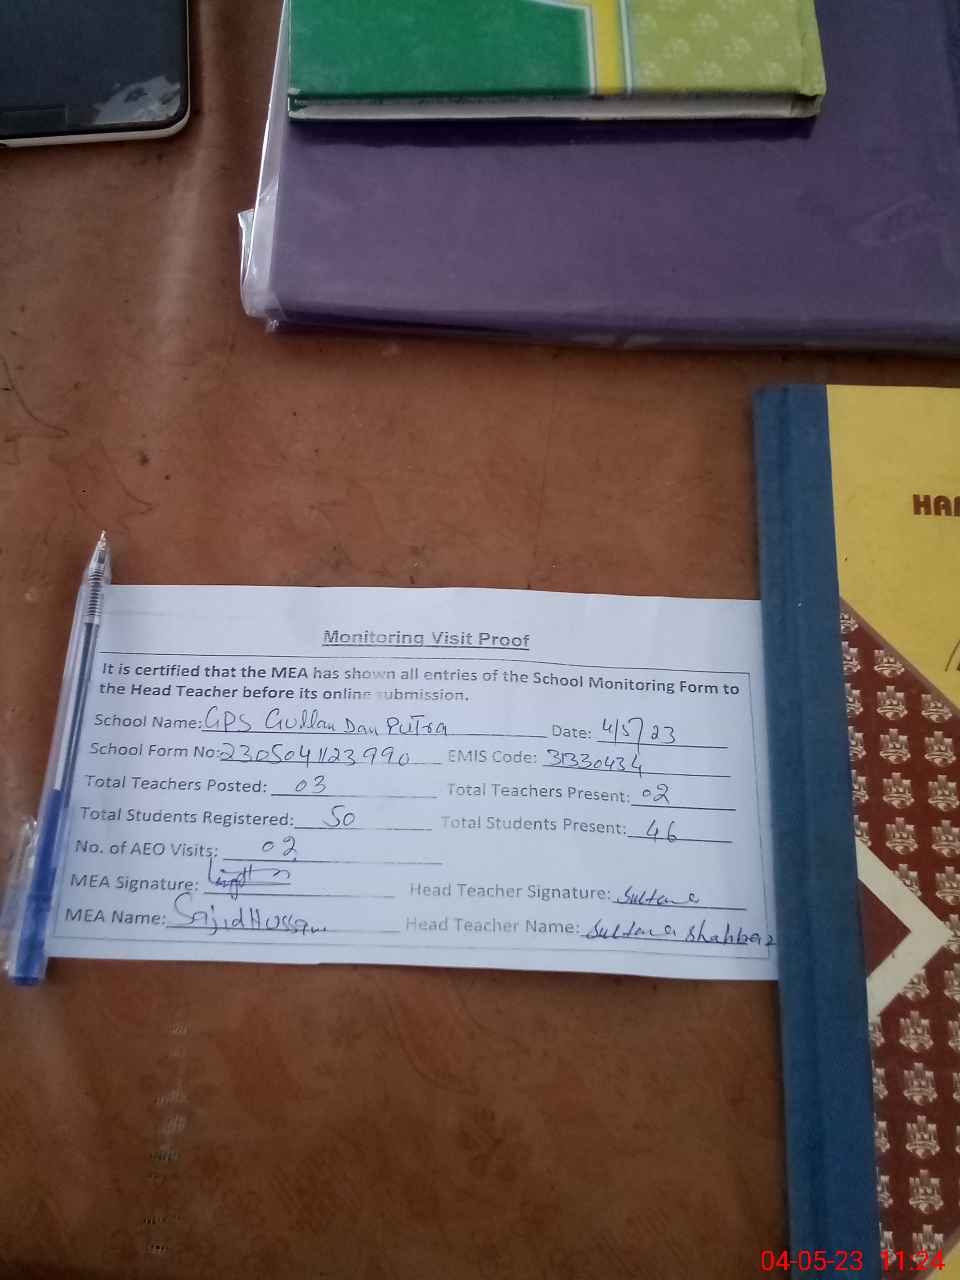 HAR
Monitoring Visit Proof
It is certified that the MEA has shown all entries of the School Monitoring Form to
the Head Teacher before its online submission.
School Name: GPS Gullan Dan Putra Date: 4/5/23
School Form No: 2305041123990 EMIS Code: 31330434
Total Teachers Posted: 03 Total Teachers Present: 02
Total Students Registered: 50 Total Students Present: 46
No. of AEO Visits: 02
MEA Signature: Head Teacher Signature: Sultana
MEA Name: Sajid Hussain Head Teacher Name: Sultana Shahbaz
04-05-23 11:24